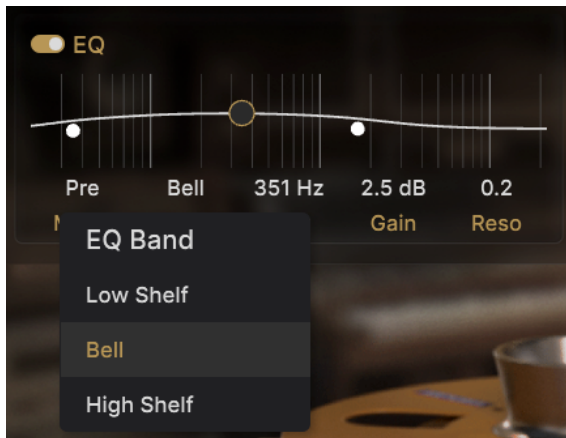 EQ
Pre Bell 351 Hz 2.5 dB 0.2
Gain Reso
EQ Band
Low Shelf
Bell
High Shelf